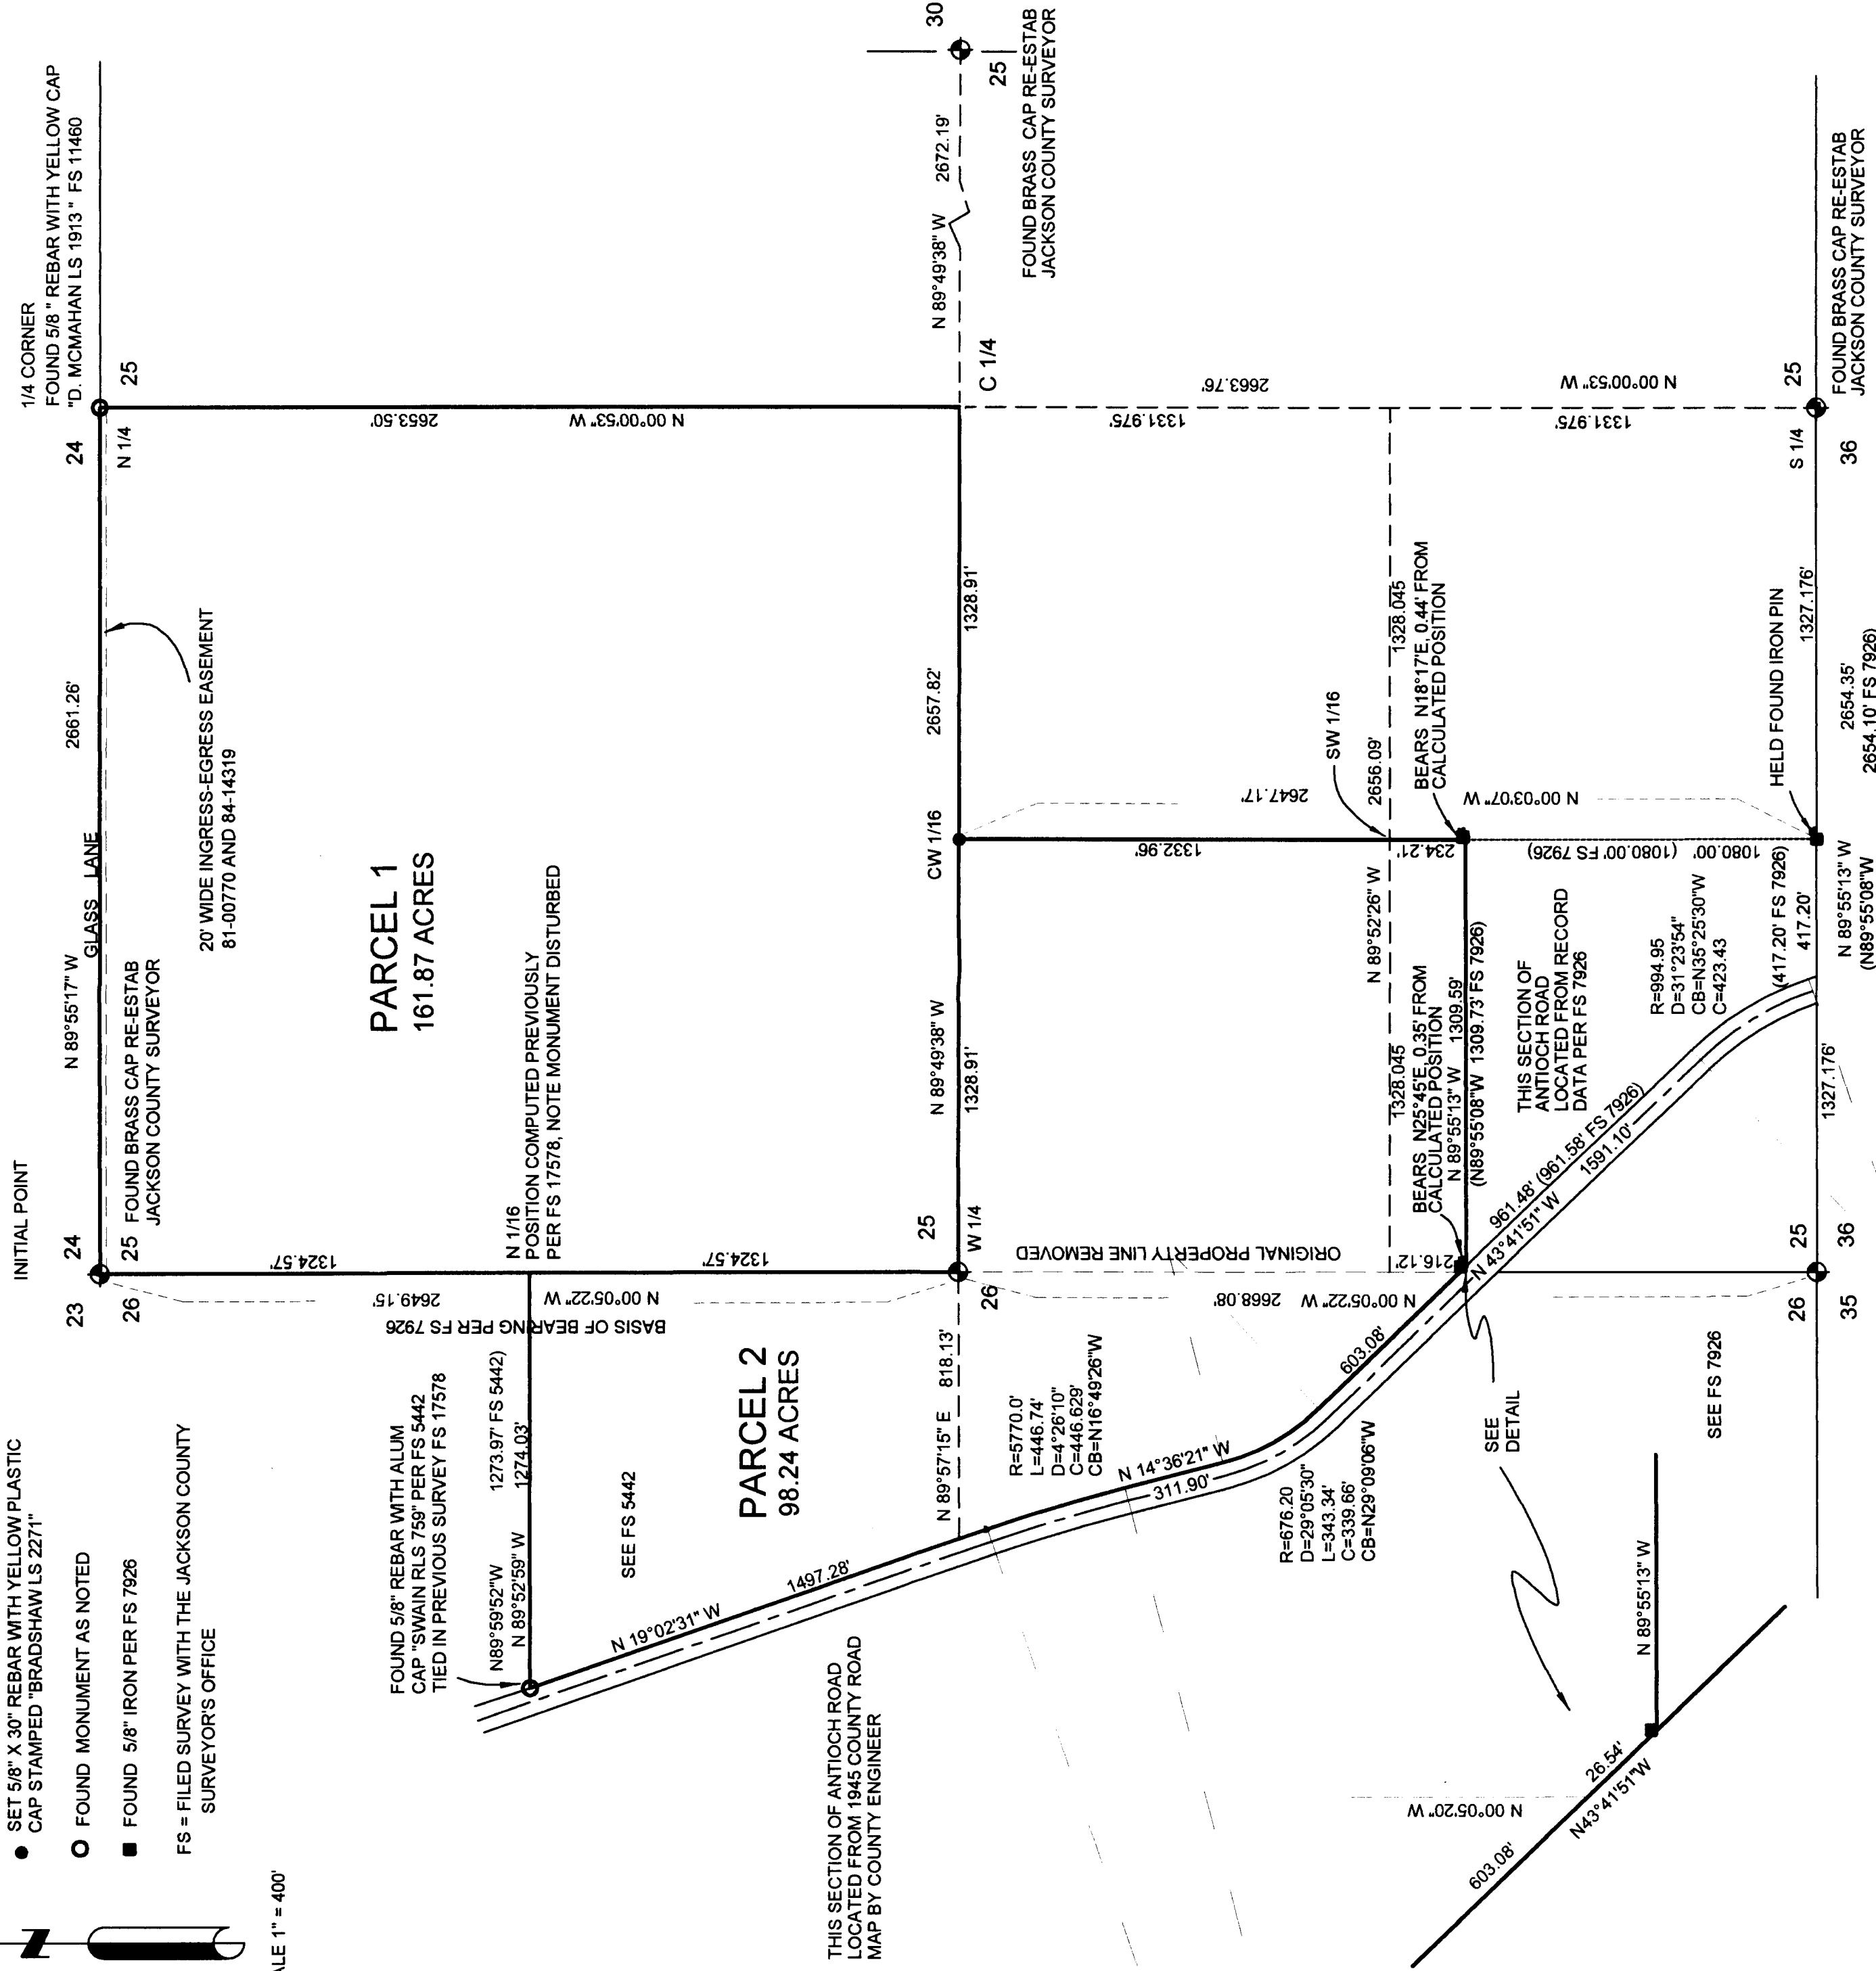 SET 5/8" X 30" REBAR WITH YELLOW PLASTIC
CAP STAMPED "BRADSHAW LS 2271"
FOUND MONUMENT AS NOTED
FOUND 5/8" IRON PER FS 7926
FS = FILED SURVEY WITH THE JACKSON COUNTY
SURVEYOR'S OFFICE
ALE 1" = 400'
INITIAL POINT
23
24
26
25
FOUND BRASS CAP RE-ESTAB
JACKSON COUNTY SURVEYOR
N 89°55'17" W
2661.26'
GLASS LANE
20' WIDE INGRESS-EGRESS EASEMENT
81-00770 AND 84-14319
1/4 CORNER
FOUND 5/8" REBAR WITH YELLOW CAP
"D. MCMAHAN LS 1913" FS 11460
24
25
N 1/4
2653.50'
N 00°00'53" W
PARCEL 1
161.87 ACRES
1324.57'
1324.57'
2649.15'
N 00°05'22" W
BASIS OF BEARING PER FS 7926
N 1/16
POSITION COMPUTED PREVIOUSLY
PER FS 17578, NOTE MONUMENT DISTURBED
FOUND 5/8" REBAR WITH ALUM
CAP "SWAIN RLS 759" PER FS 5442
TIED IN PREVIOUS SURVEY FS 17578
N89°59'52"W
1273.97' FS 5442)
N 89°52'59" W
1274.03'
SEE FS 5442
PARCEL 2
98.24 ACRES
N 19°02'31" W
1497.28'
THIS SECTION OF ANTIOCH ROAD
LOCATED FROM 1945 COUNTY ROAD
MAP BY COUNTY ENGINEER
25
W 1/4
26
N 89°57'15" E
818.13'
N 89°49'38" W
2657.82'
1328.91'
1328.91'
CW 1/16
C 1/4
N 89°49'38" W
2672.19'
30
25
FOUND BRASS CAP RE-ESTAB
JACKSON COUNTY SURVEYOR
R=5770.0'
L=446.74'
D=4°26'10"
C=446.629'
CB=N16°49'26"W
N 14°36'21" W
311.90'
R=676.20
D=29°05'30"
L=343.34'
C=339.66'
CB=N29°09'06"W
603.08'
ORIGINAL PROPERTY LINE REMOVED
216.12'
2668.08'
N 00°05'22" W
1332.96'
2647.17'
SW 1/16
234.21'
N 00°03'07" W
1080.00'
(1080.00' FS 7926)
2663.76'
N 00°00'53" W
1331.975'
1331.975'
N 89°52'26" W
2656.09'
1328.045
1328.045
BEARS N25°45'E, 0.35' FROM
CALCULATED POSITION
BEARS N18°17'E, 0.44' FROM
CALCULATED POSITION
N 89°55'13" W
1309.59'
(N89°55'08"W 1309.73' FS 7926)
THIS SECTION OF
ANTIOCH ROAD
LOCATED FROM RECORD
DATA PER FS 7926
961.48' (961.58' FS 7926)
N 43°41'51" W
1591.10'
R=994.95
D=31°23'54"
CB=N35°25'30"W
C=423.43
HELD FOUND IRON PIN
(417.20' FS 7926)
417.20'
1327.176'
1327.176'
N 89°55'13" W
2654.35'
(N89°55'08"W
2654.10' FS 7926)
S 1/4
25
36
FOUND BRASS CAP RE-ESTAB
JACKSON COUNTY SURVEYOR
26
25
35
36
SEE
DETAIL
SEE FS 7926
N 89°55'13" W
26.54'
603.08'
N43°41'51"W
N 00°05'20" W